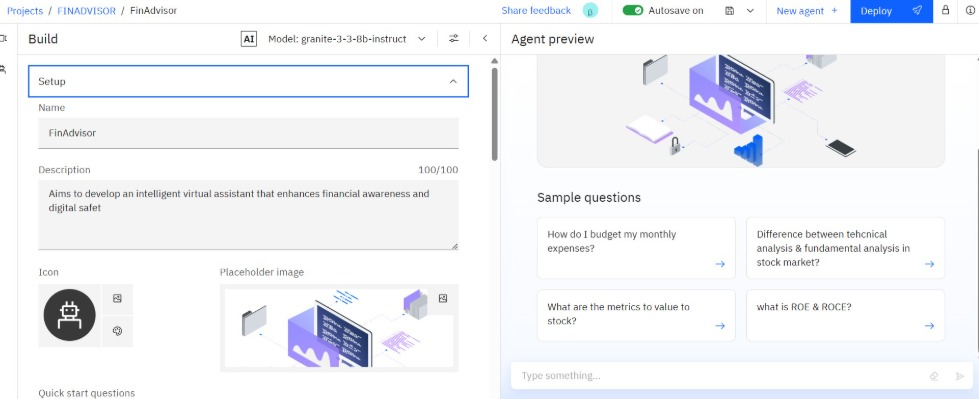 Projects / FINADVISOR / FinAdvisor
Share feedback
Autosave on
New agent +
Deploy
Build
AI
Model: granite-3-3-8b-instruct
Agent preview
Setup
Name
FinAdvisor
Description
100/100
Aims to develop an intelligent virtual assistant that enhances financial awareness and
digital safet
Icon
Placeholder image
Quick start questions
Sample questions
How do I budget my monthly
expenses?
Difference between tehcnical
analysis & fundamental analysis in
stock market?
What are the metrics to value to
stock?
what is ROE & ROCE?
Type something...